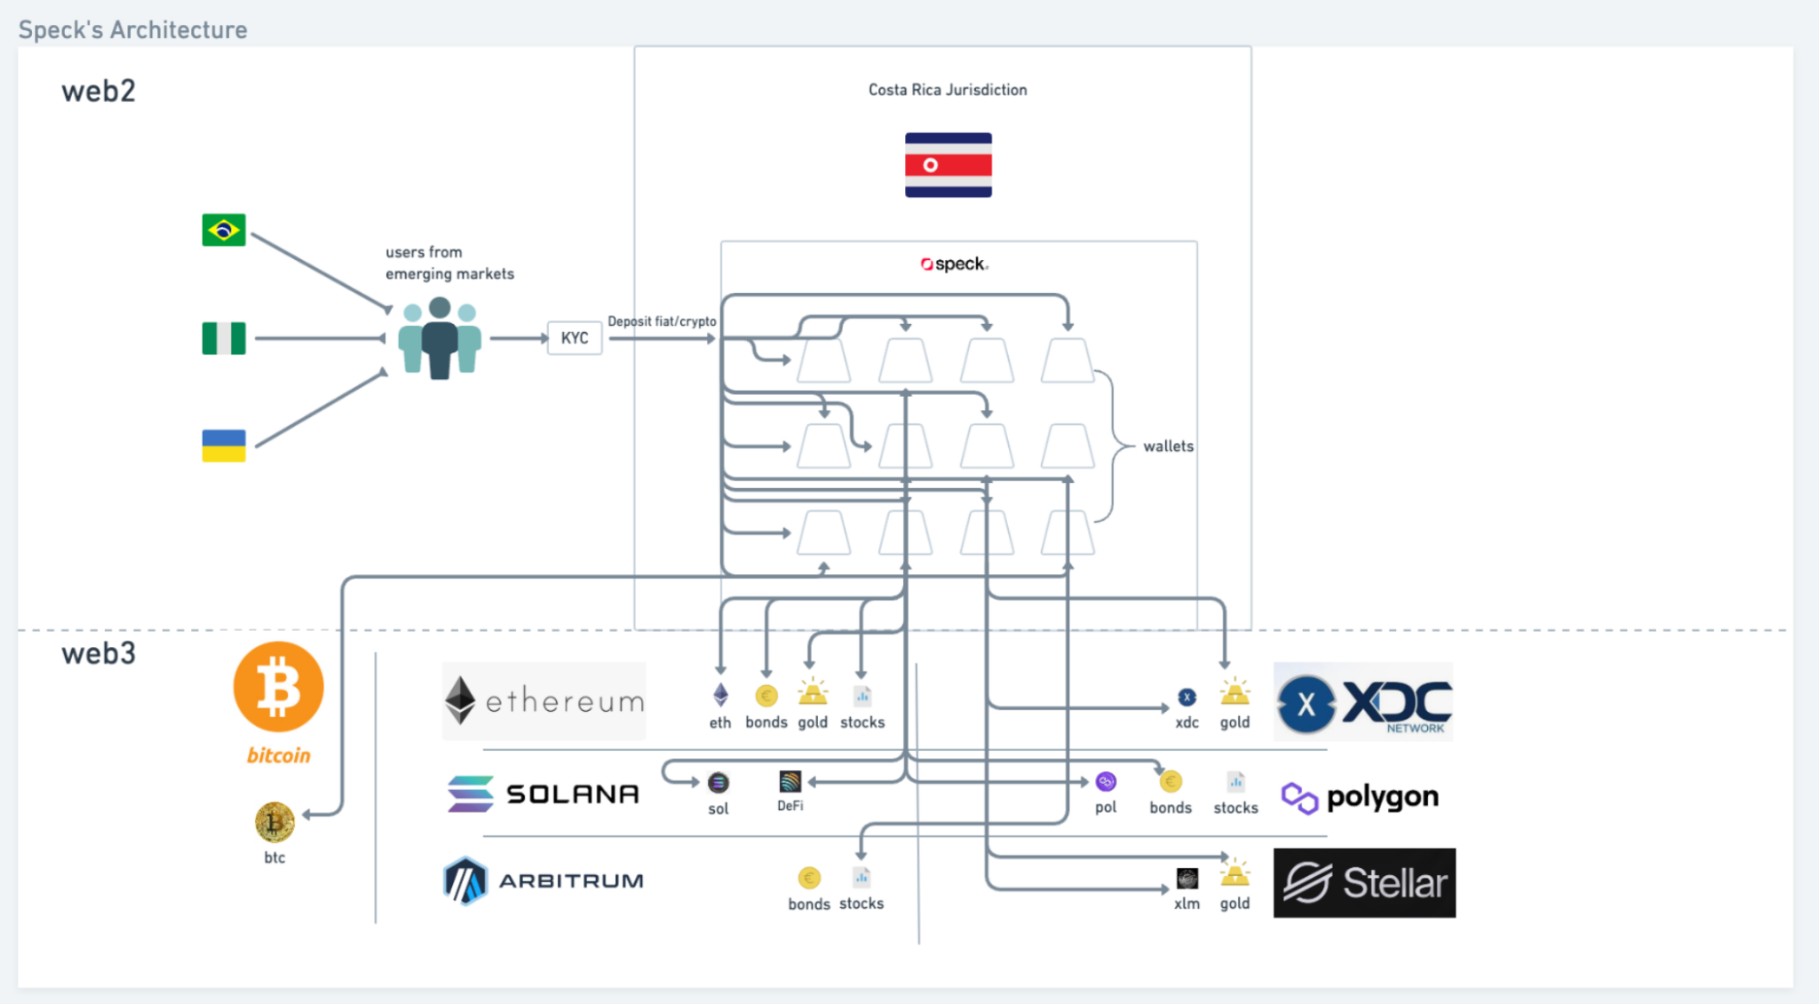 Speck's Architecture
web2
Costa Rica Jurisdiction
users from
emerging markets
speck.
KYC
Deposit fiat/crypto
wallets
web3
bitcoin
btc
ethereum
eth
bonds
gold
stocks
xdc
gold
XDC
NETWORK
SOLANA
sol
DeFi
pol
bonds
stocks
polygon
ARBITRUM
bonds
stocks
xlm
gold
Stellar